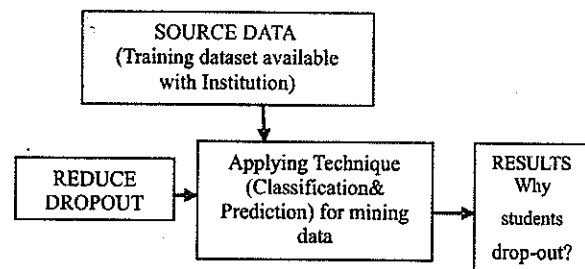 SOURCE DATA
(Training dataset available
with Institution)
REDUCE
DROPOUT
Applying Technique
(Classification&
Prediction) for mining
data
RESULTS
Why
students
drop-out?